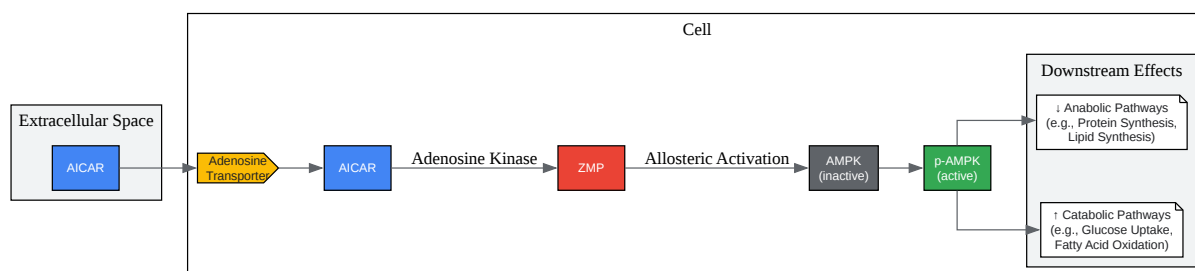 Cell
Downstream Effects
↓ Anabolic Pathways
(e.g., Protein Synthesis,
Lipid Synthesis)
Extracellular Space
AICAR
Adenosine
Transporter
AICAR
Adenosine Kinase
ZMP
Allosteric Activation
AMPK
(inactive)
p-AMPK
(active)
↑ Catabolic Pathways
(e.g., Glucose Uptake,
Fatty Acid Oxidation)